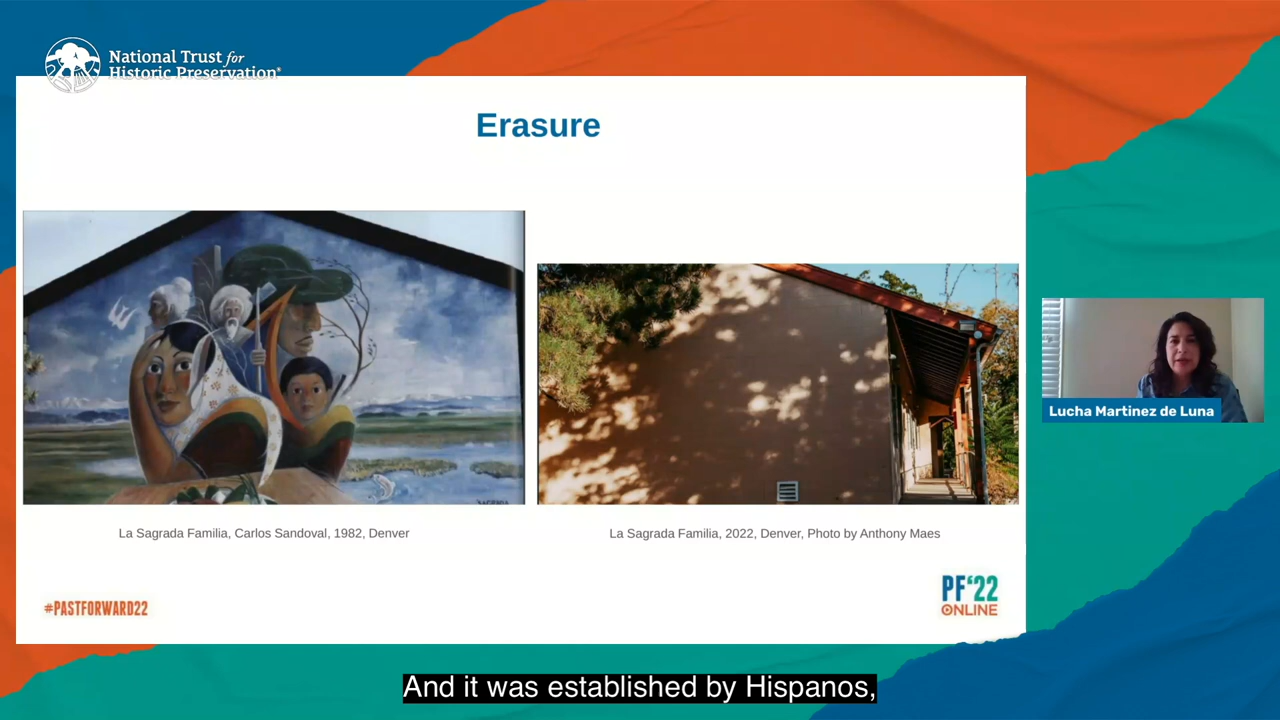 National Trust for
Historic Preservation®
Erasure
La Sagrada Familia, Carlos Sandoval, 1982, Denver
La Sagrada Familia, 2022, Denver, Photo by Anthony Maes
Lucha Martinez de Luna
#PASTFORWARD22
PF‘22
ONLINE
And it was established by Hispanos,